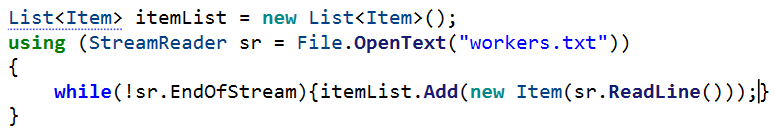 List<Item> itemList = new List<Item>();
using (StreamReader sr = File.OpenText("workers.txt"))
{
    while(!sr.EndOfStream){itemList.Add(new Item(sr.ReadLine()));}
}